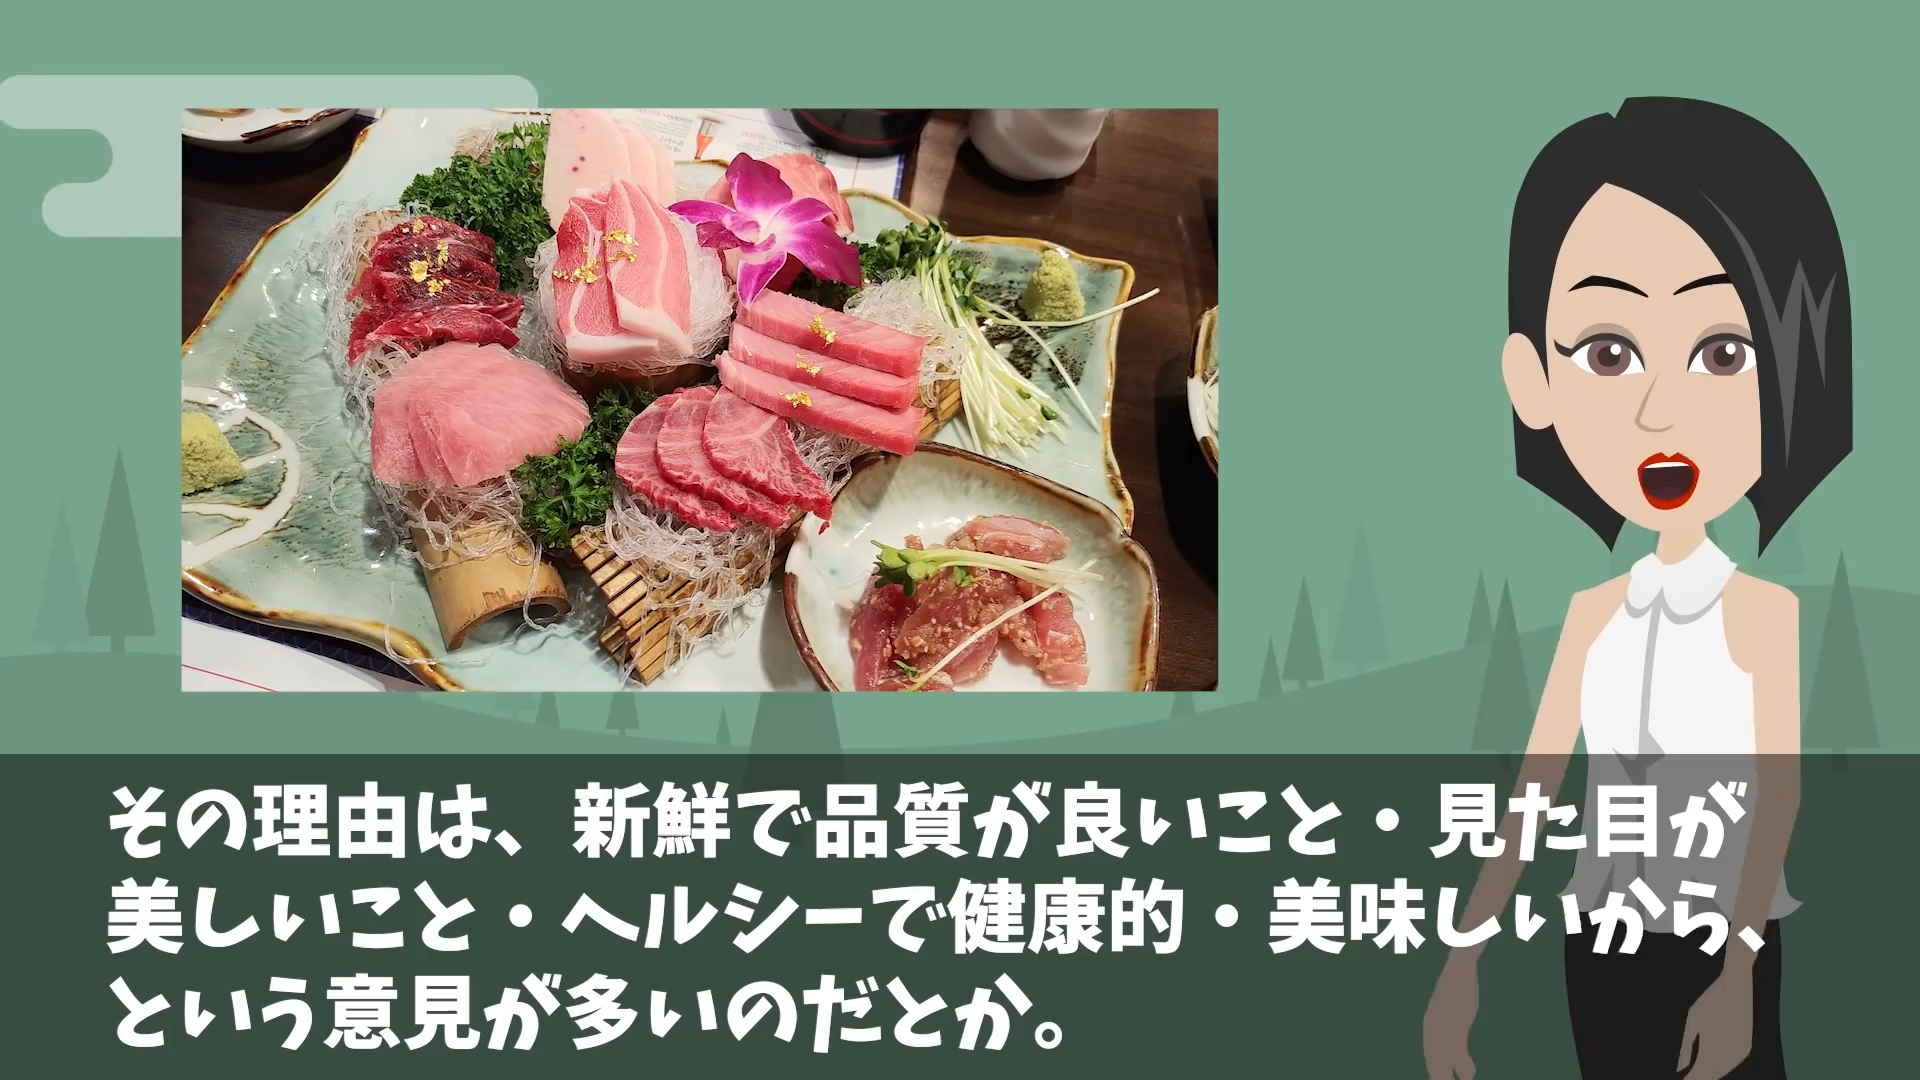 その理由は、新鮮で品質が良いこと・見た目が
美しいこと・ヘルシーで健康的・美味しいから、
という意見が多いのだとか。